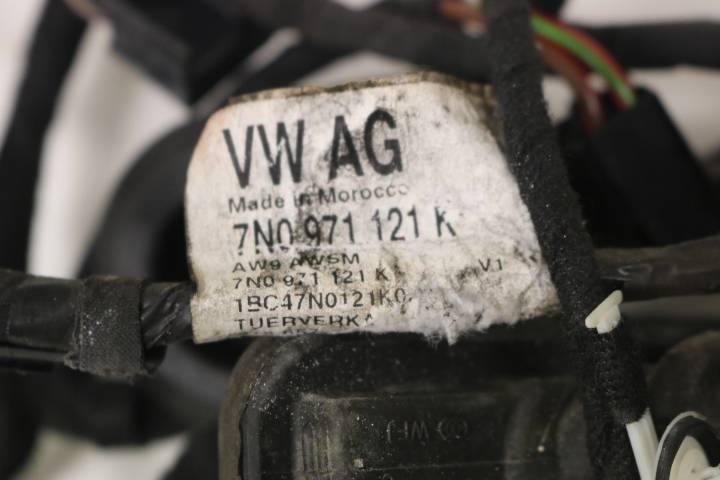 VW AG
Made in Morocco
7N0 971 121 K
AW9 AWSM
7N0 971 121 K V1
1BC47N0121K0
TUERVERKA